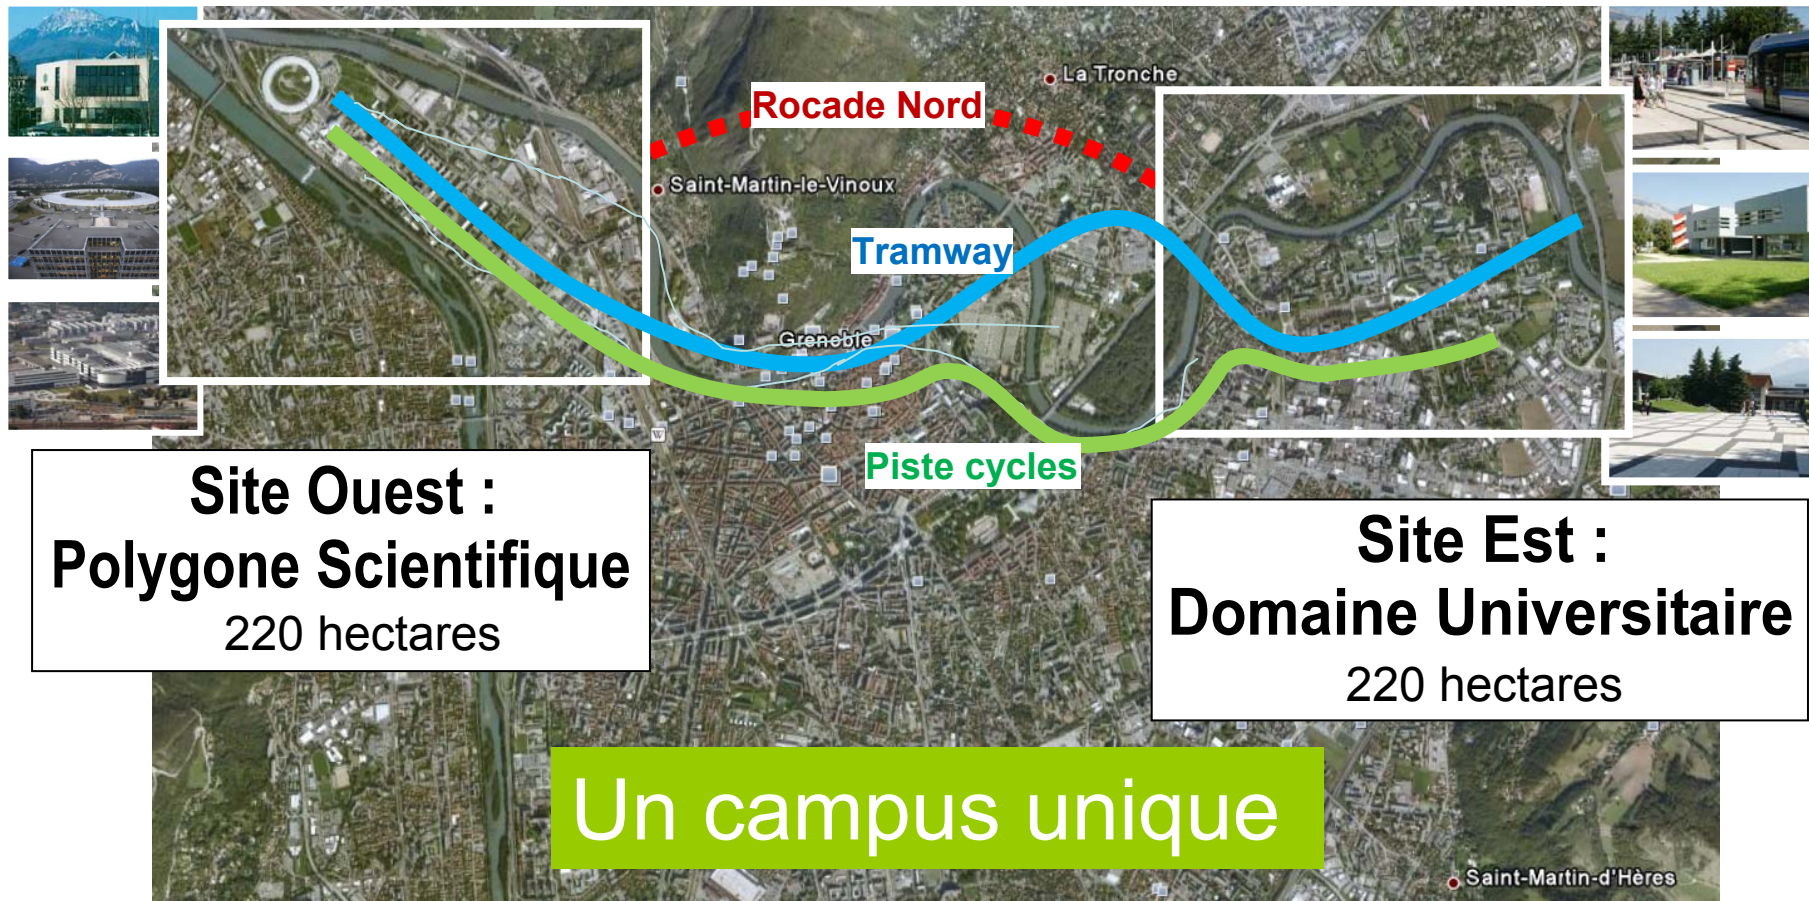 La Tronche
Rocade Nord
Saint-Martin-le-Vinoux
Tramway
Grenoble
W
Piste cycles
Site Ouest :
Polygone Scientifique
220 hectares
Site Est :
Domaine Universitaire
220 hectares
Un campus unique
Saint-Martin-d'Hères